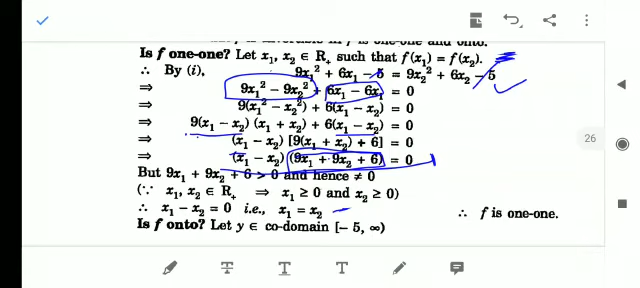 Is f one-one? Let x₁, x₂ ∈ R₊ such that f(x₁) = f(x₂).
∴ By (i), 9x₁² + 6x₁ – 5 = 9x₂² + 6x₂ – 5
⇒ 9x₁² – 9x₂² + 6x₁ – 6x₁ = 0
⇒ 9(x₁² – x₂²) + 6(x₁ – x₂) = 0
⇒ 9(x₁ – x₂) (x₁ + x₂) + 6(x₁ – x₂) = 0
⇒ (x₁ – x₂) [9(x₁ + x₂) + 6] = 0
⇒ (x₁ – x₂) (9x₁ + 9x₂ + 6) = 0
But 9x₁ + 9x₂ + 6 > 0 and hence ≠ 0
(∵ x₁, x₂ ∈ R₊ ⇒ x₁ ≥ 0 and x₂ ≥ 0)
∴ x₁ – x₂ = 0 i.e., x₁ = x₂ ∴ f is one-one.
Is f onto? Let y ∈ co-domain [– 5, ∞)
26